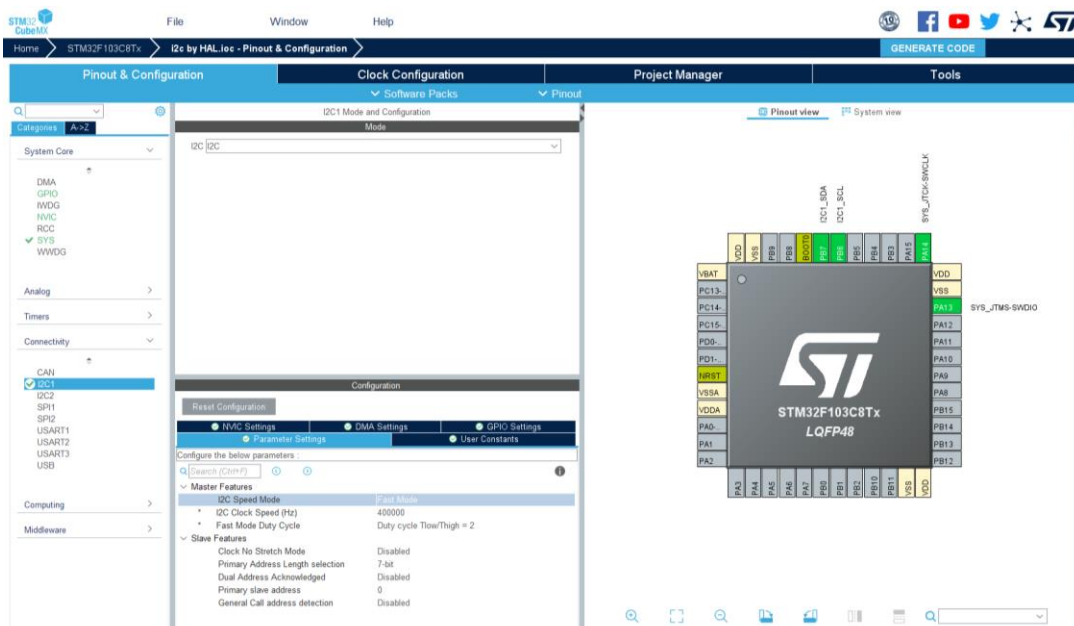 STM32
CubeMX
File Window Help
Home STM32F103C8Tx i2c by HAL.ioc - Pinout & Configuration GENERATE CODE
Pinout & Configuration Clock Configuration Project Manager Tools
Software Packs Pinout
Categories A->Z
System Core
DMA
GPIO
IWDG
NVIC
RCC
SYS
WWDG
Analog
Timers
Connectivity
CAN
I2C1
I2C2
SPI1
SPI2
USART1
USART2
USART3
USB
Computing
Middleware
I2C1 Mode and Configuration
Mode
I2C I2C
Configuration
Reset Configuration
NVIC Settings DMA Settings GPIO Settings
Parameter Settings User Constants
Configure the below parameters :
Search (Ctrl+F)
Master Features
I2C Speed Mode Fast Mode
* I2C Clock Speed (Hz) 400000
* Fast Mode Duty Cycle Duty cycle Tlow/Thigh = 2
Slave Features
Clock No Stretch Mode Disabled
Primary Address Length selection 7-bit
Dual Address Acknowledged Disabled
Primary slave address 0
General Call address detection Disabled
Pinout view System view
I2C1_SDA
I2C1_SCL
SYS_JTCK-SWCLK
VDD VSS PB9 PB8 BOOT0 PB7 PB6 PB5 PB4 PB3 PA15 PA14
VBAT
PC13-..
PC14-..
PC15-..
PD0-..
PD1-..
NRST
VSSA
VDDA
PA0-..
PA1
PA2
STM32F103C8Tx
LQFP48
VDD
VSS
PA13 SYS_JTMS-SWDIO
PA12
PA11
PA10
PA9
PA8
PB15
PB14
PB13
PB12
PA3 PA4 PA5 PA6 PA7 PB0 PB1 PB2 PB10 PB11 VSS VDD